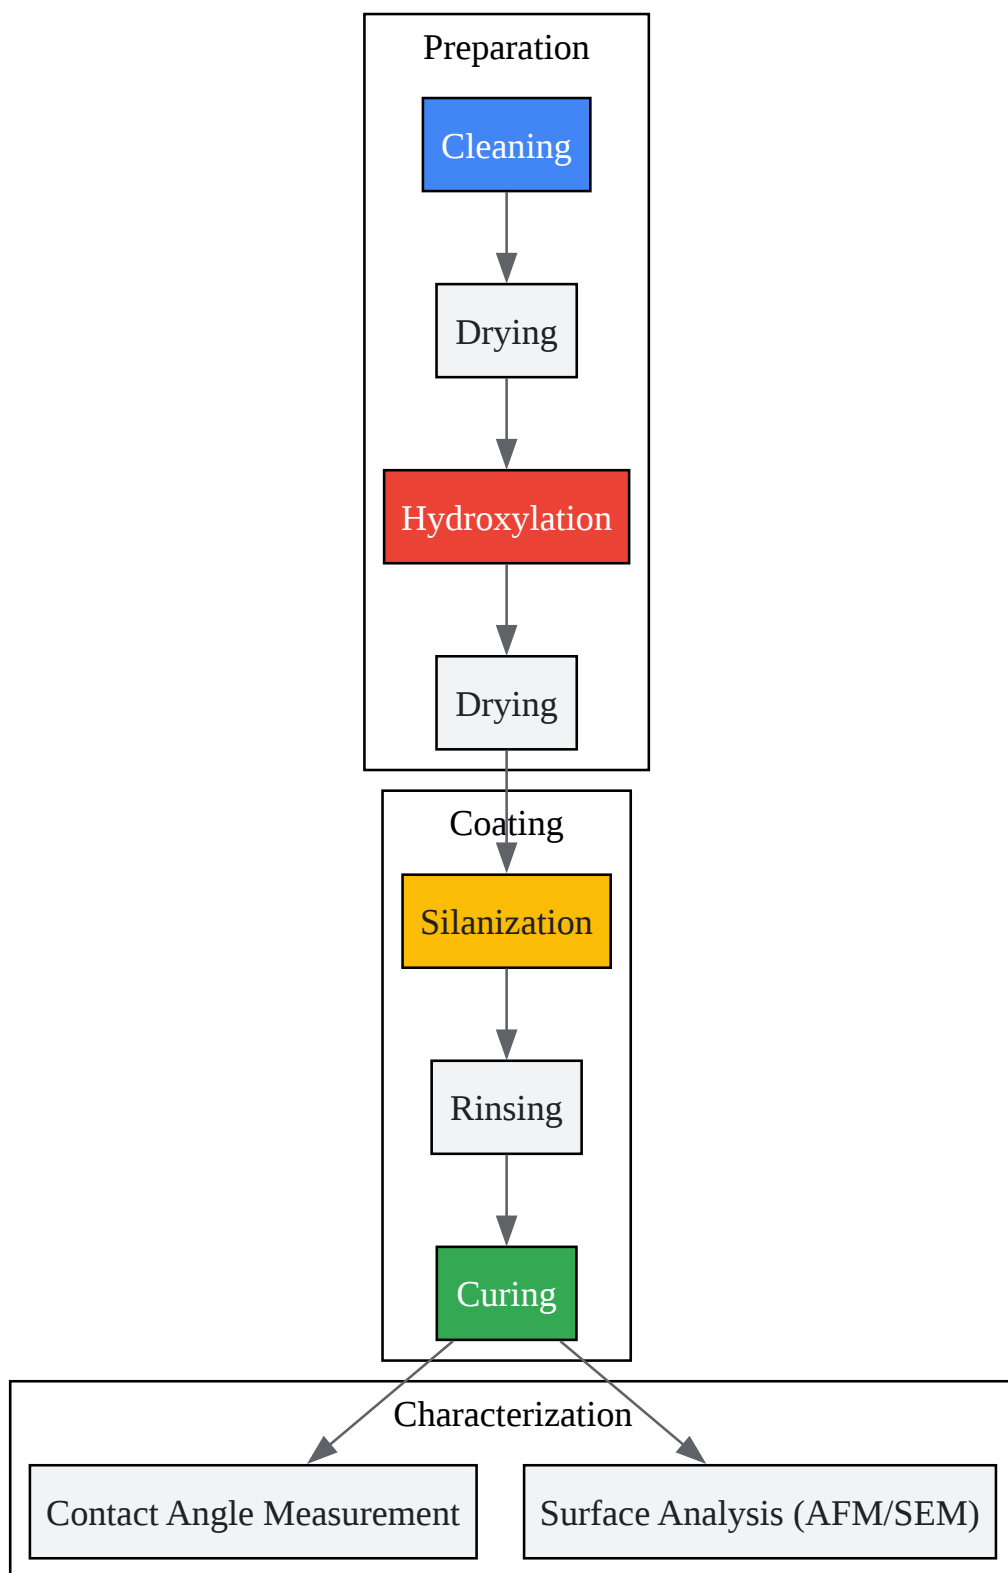 Preparation
Cleaning
Drying
Hydroxylation
Drying
Coating
Silanization
Rinsing
Curing
Characterization
Contact Angle Measurement
Surface Analysis (AFM/SEM)